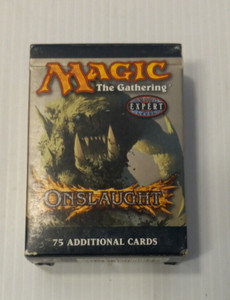 MAGIC
The Gathering
EXPERT
ONSLAUGHT
75 ADDITIONAL CARDS